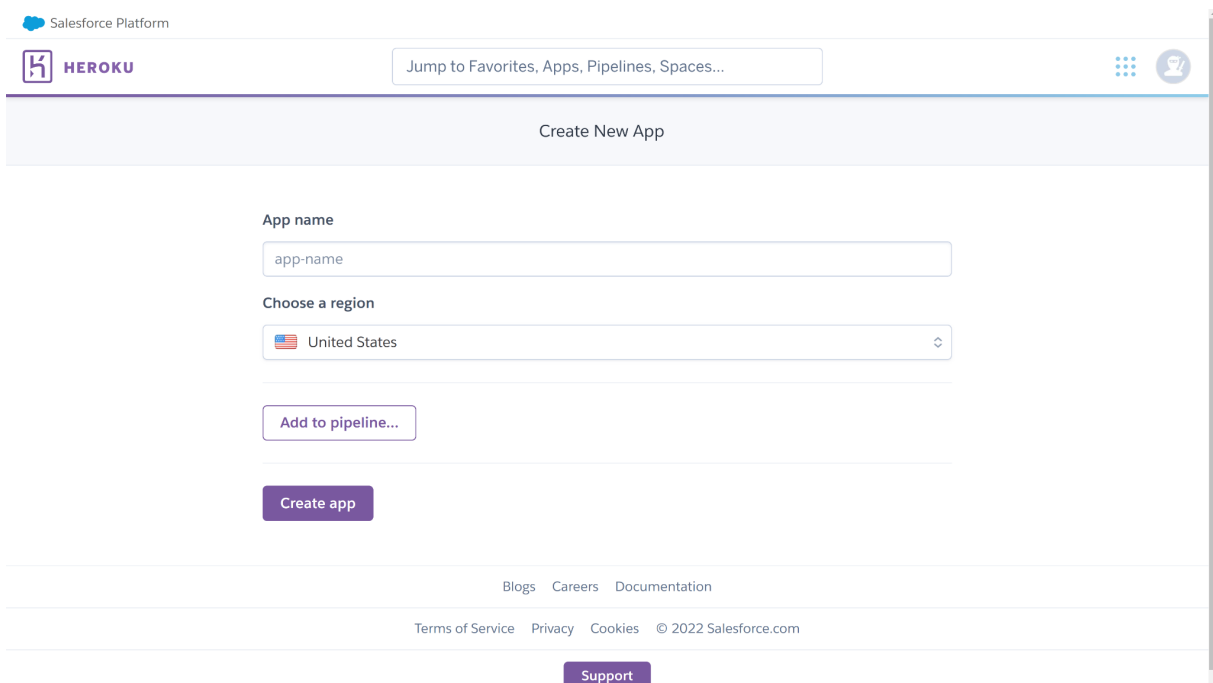 Salesforce Platform
HEROKU
Jump to Favorites, Apps, Pipelines, Spaces...
Create New App
App name
app-name
Choose a region
United States
Add to pipeline...
Create app
Blogs Careers Documentation
Terms of Service Privacy Cookies © 2022 Salesforce.com
Support